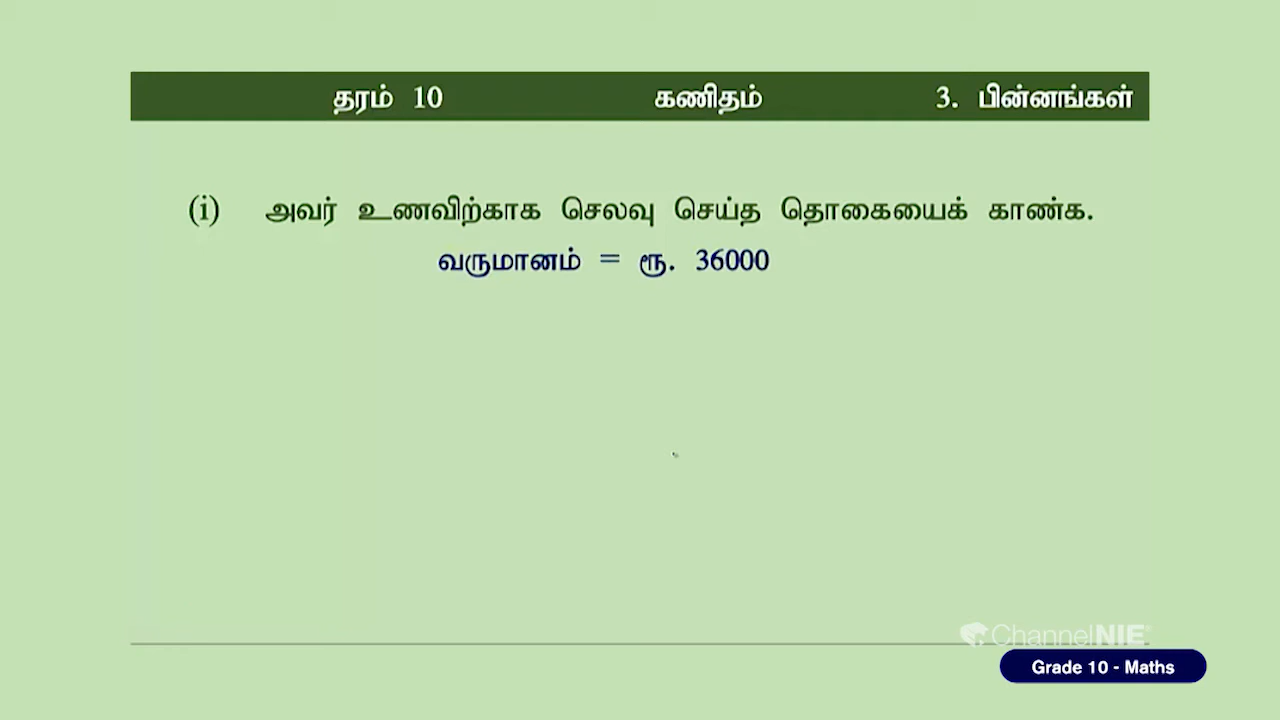 தரம் 10 கணிதம் 3. பின்னங்கள்
(i) அவர் உணவிற்காக செலவு செய்த தொகையைக் காண்க.
வருமானம் = ரூ. 36000
ChannelNIE
Grade 10 - Maths